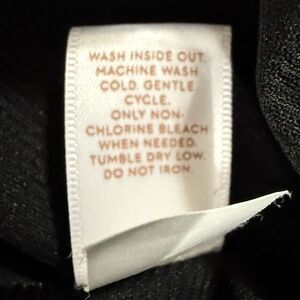 WASH INSIDE OUT.
MACHINE WASH
COLD. GENTLE
CYCLE.
ONLY NON-
CHLORINE BLEACH
WHEN NEEDED.
TUMBLE DRY LOW.
DO NOT IRON.